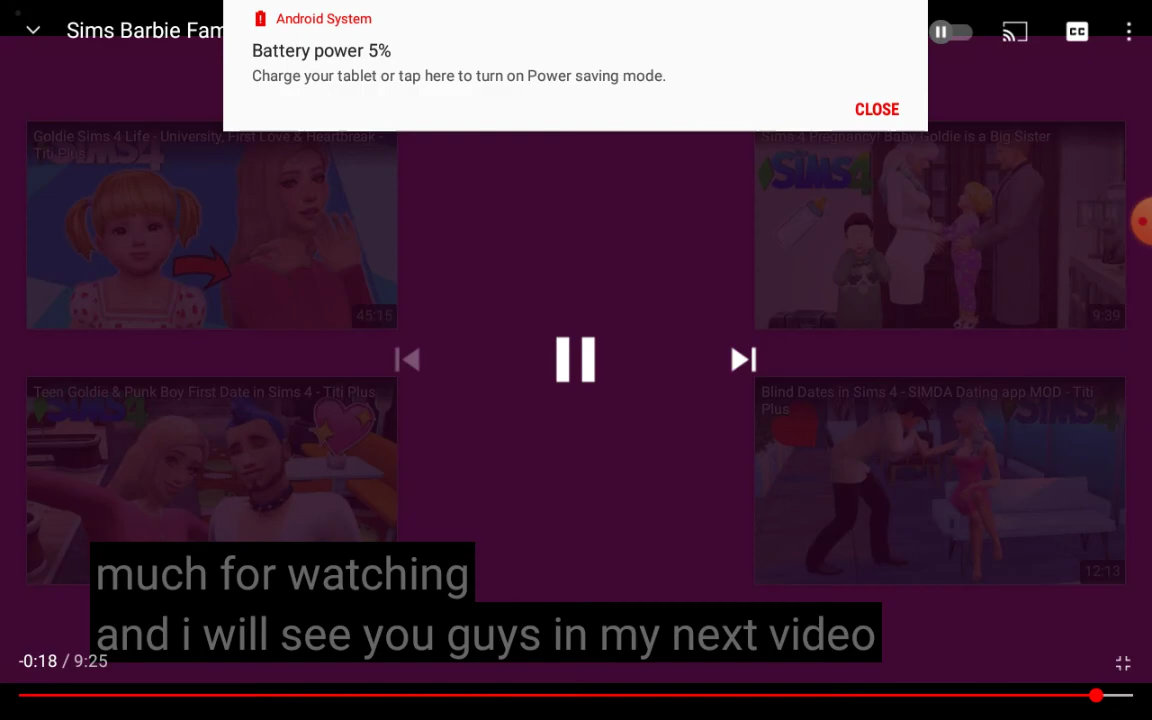 Android System
Sims Barbie Fam
Battery power 5%
Charge your tablet or tap here to turn on Power saving mode.
CLOSE
CC
Goldie Sims 4 Life - University, First Love & Heartbreak -
Titi Plus
SIMS4
45:15
Sims 4 Pregnancy! Baby Goldie is a Big Sister
SIMS4
9:39
Teen Goldie & Punk Boy First Date in Sims 4 - Titi Plus
Blind Dates in Sims 4 - SIMDA Dating app MOD - Titi
Plus
12:13
much for watching
and i will see you guys in my next video
-0:18 / 9:25